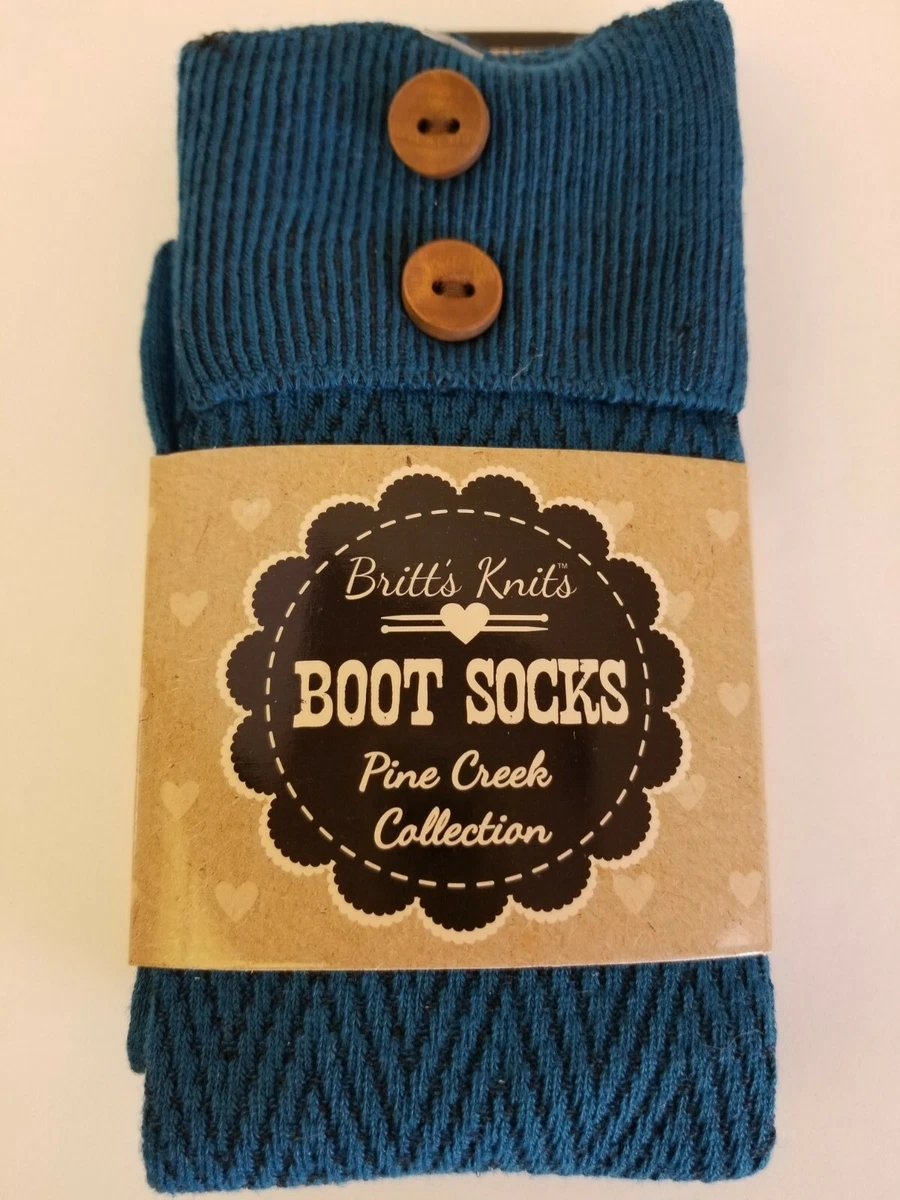 Britt's Knits™
BOOT SOCKS
Pine Creek
Collection